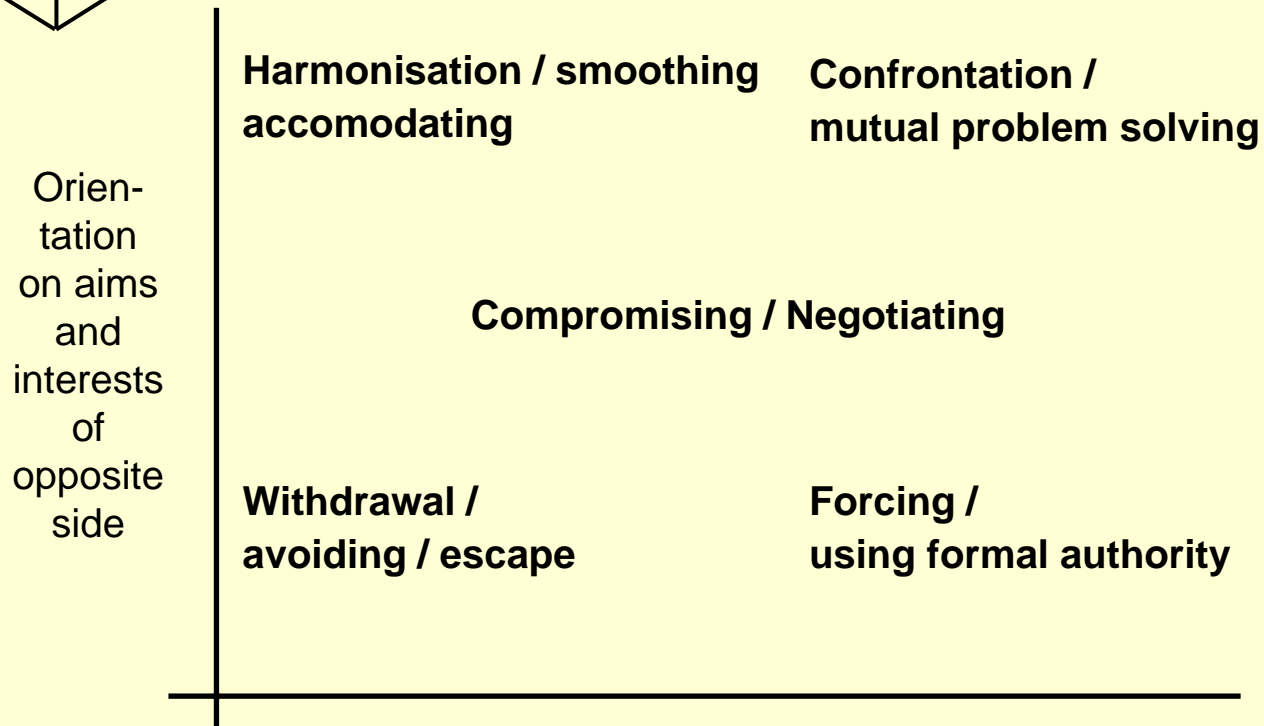 Harmonisation / smoothing
accomodating
Confrontation /
mutual problem solving
Orien-
tation
on aims
and
interests
of
opposite
side
Compromising / Negotiating
Withdrawal /
avoiding / escape
Forcing /
using formal authority